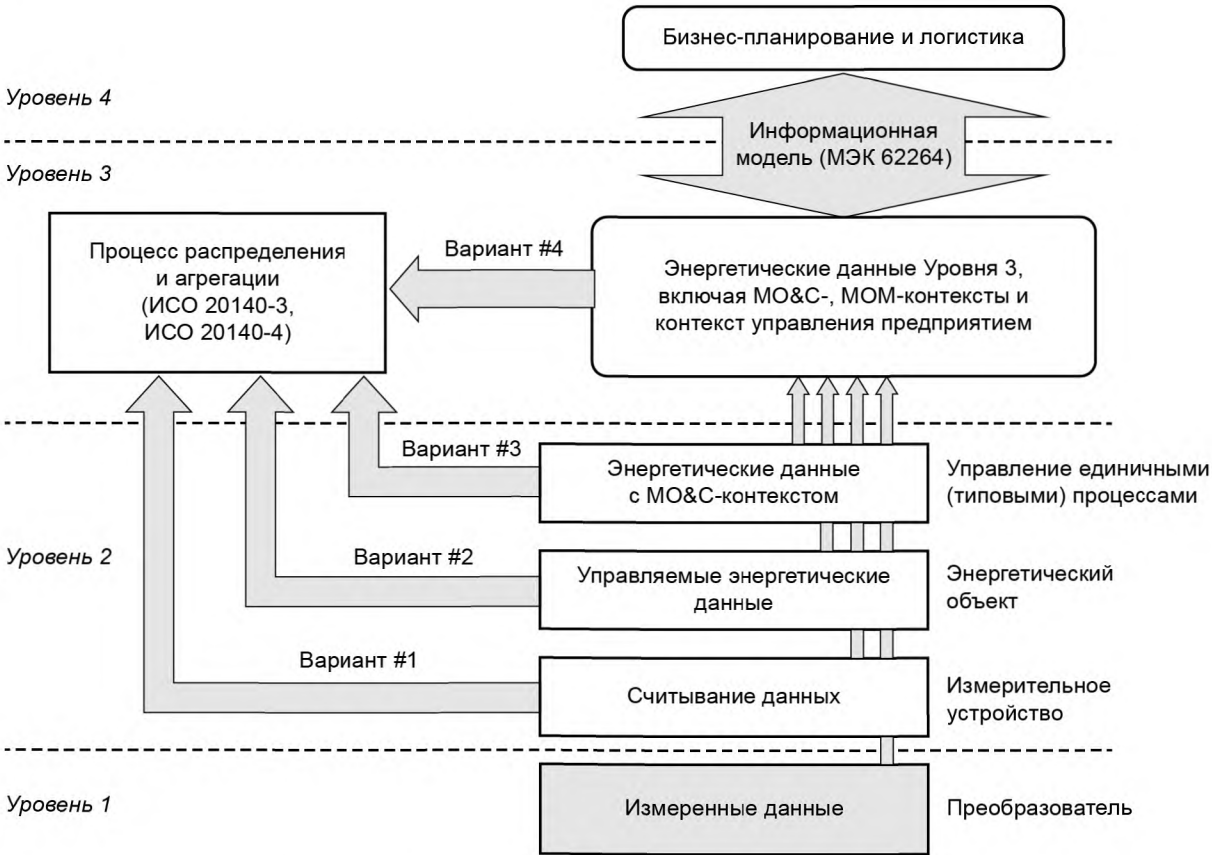 Бизнес-планирование и логистика
Уровень 4
Информационная
модель (МЭК 62264)
Уровень 3
Процесс распределения
и агрегации
(ИСО 20140-3,
ИСО 20140-4)
Вариант #4
Энергетические данные Уровня 3,
включая MO&C-, MOM-контексты и
контекст управления предприятием
Вариант #3
Энергетические данные
с MO&C-контекстом
Управление единичными
(типовыми) процессами
Уровень 2
Вариант #2
Управляемые энергетические
данные
Энергетический
объект
Вариант #1
Считывание данных
Измерительное
устройство
Уровень 1
Измеренные данные
Преобразователь